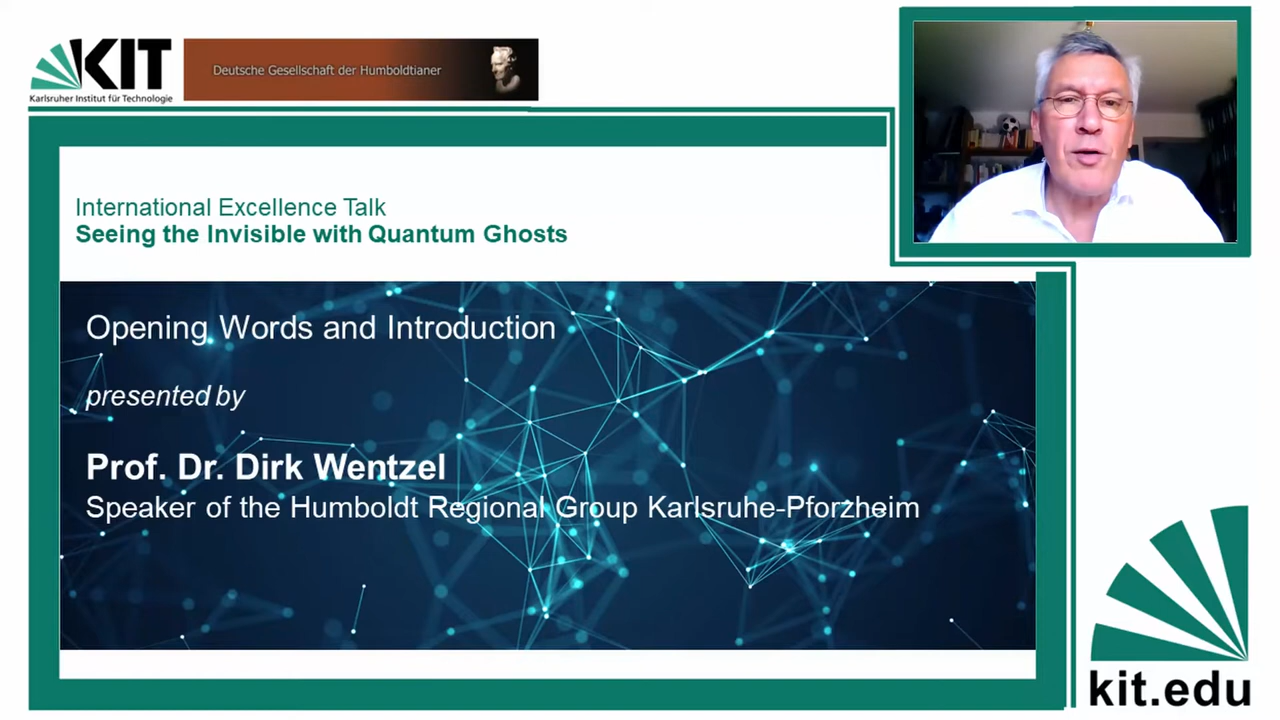 KIT
Karlsruher Institut für Technologie
Deutsche Gesellschaft der Humboldtianer
International Excellence Talk
Seeing the Invisible with Quantum Ghosts
Opening Words and Introduction
presented by
Prof. Dr. Dirk Wentzel
Speaker of the Humboldt Regional Group Karlsruhe-Pforzheim
kit.edu